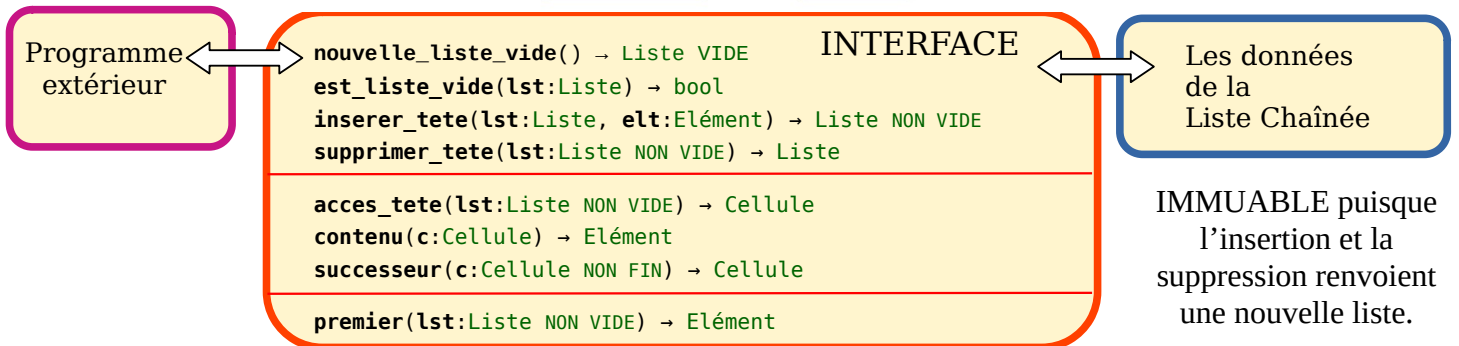 Programme
extérieur
INTERFACE
nouvelle_liste_vide() → Liste VIDE
est_liste_vide(lst:Liste) → bool
inserer_tete(lst:Liste, elt:Elément) → Liste NON VIDE
supprimer_tete(lst:Liste NON VIDE) → Liste
acces_tete(lst:Liste NON VIDE) → Cellule
contenu(c:Cellule) → Elément
successeur(c:Cellule NON FIN) → Cellule
premier(lst:Liste NON VIDE) → Elément
Les données
de la
Liste Chaînée
IMMUABLE puisque
l’insertion et la
suppression renvoient
une nouvelle liste.